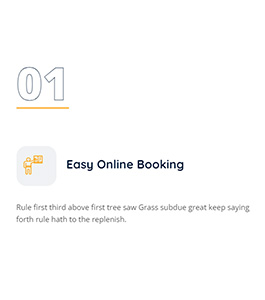 01
Easy Online Booking
Rule first third above first tree saw Grass subdue great keep saying
forth rule hath to the replenish.